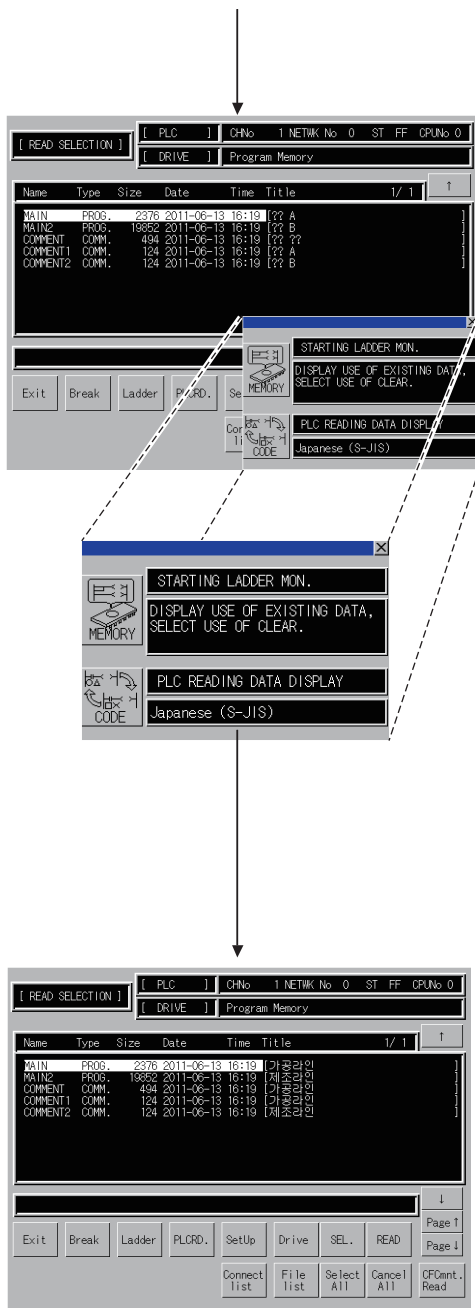 [ READ SELECTION ]
[ PLC ] CHNo 1 NETWK No 0 ST FF CPUNo 0
[ DRIVE ] Program Memory
Name Type Size Date Time Title 1/ 1 ↑
MAIN PROG. 2376 2011-06-13 16:19 [?? A ]
MAIN2 PROG. 19852 2011-06-13 16:19 [?? B ]
COMMENT COMM. 494 2011-06-13 16:19 [?? ?? ]
COMMENT1 COMM. 124 2011-06-13 16:19 [?? A ]
COMMENT2 COMM. 124 2011-06-13 16:19 [?? B ]
Exit Break Ladder
MEMORY
STARTING LADDER MON.
DISPLAY USE OF EXISTING DATA,
SELECT USE OF CLEAR.
CODE
PLC READING DATA DISPLAY
Japanese (S-JIS)
MEMORY
STARTING LADDER MON.
DISPLAY USE OF EXISTING DATA,
SELECT USE OF CLEAR.
CODE
PLC READING DATA DISPLAY
Japanese (S-JIS)
[ READ SELECTION ]
[ PLC ] CHNo 1 NETWK No 0 ST FF CPUNo 0
[ DRIVE ] Program Memory
Name Type Size Date Time Title 1/ 1 ↑
MAIN PROG. 2376 2011-06-13 16:19 [가공라인 ]
MAIN2 PROG. 19852 2011-06-13 16:19 [제조라인 ]
COMMENT COMM. 494 2011-06-13 16:19 [가공라인 ]
COMMENT1 COMM. 124 2011-06-13 16:19 [가공라인 ]
COMMENT2 COMM. 124 2011-06-13 16:19 [제조라인 ]
↓
Page↑
Exit Break Ladder PLCRD. SetUp Drive SEL. READ Page↓
Connect list File list Select All Cancel All CFCmnt. Read